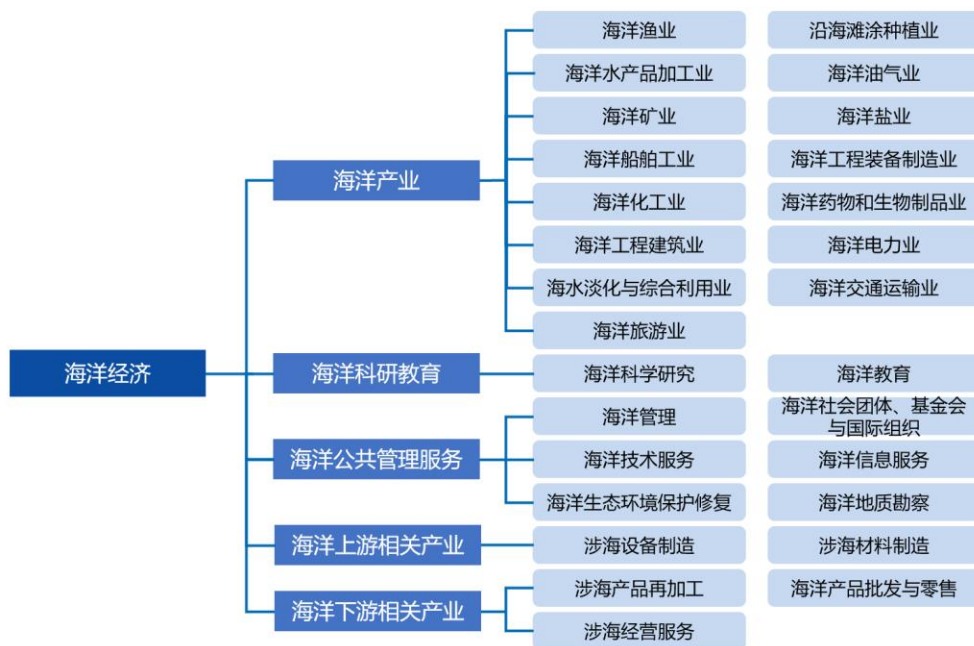 海洋经济
海洋产业
海洋渔业
沿海滩涂种植业
海洋水产品加工业
海洋油气业
海洋矿业
海洋盐业
海洋船舶工业
海洋工程装备制造业
海洋化工业
海洋药物和生物制品业
海洋工程建筑业
海洋电力业
海水淡化与综合利用业
海洋交通运输业
海洋旅游业
海洋科研教育
海洋科学研究
海洋教育
海洋公共管理服务
海洋管理
海洋社会团体、基金会
与国际组织
海洋技术服务
海洋信息服务
海洋生态环境保护修复
海洋地质勘察
海洋上游相关产业
涉海设备制造
涉海材料制造
海洋下游相关产业
涉海产品再加工
海洋产品批发与零售
涉海经营服务